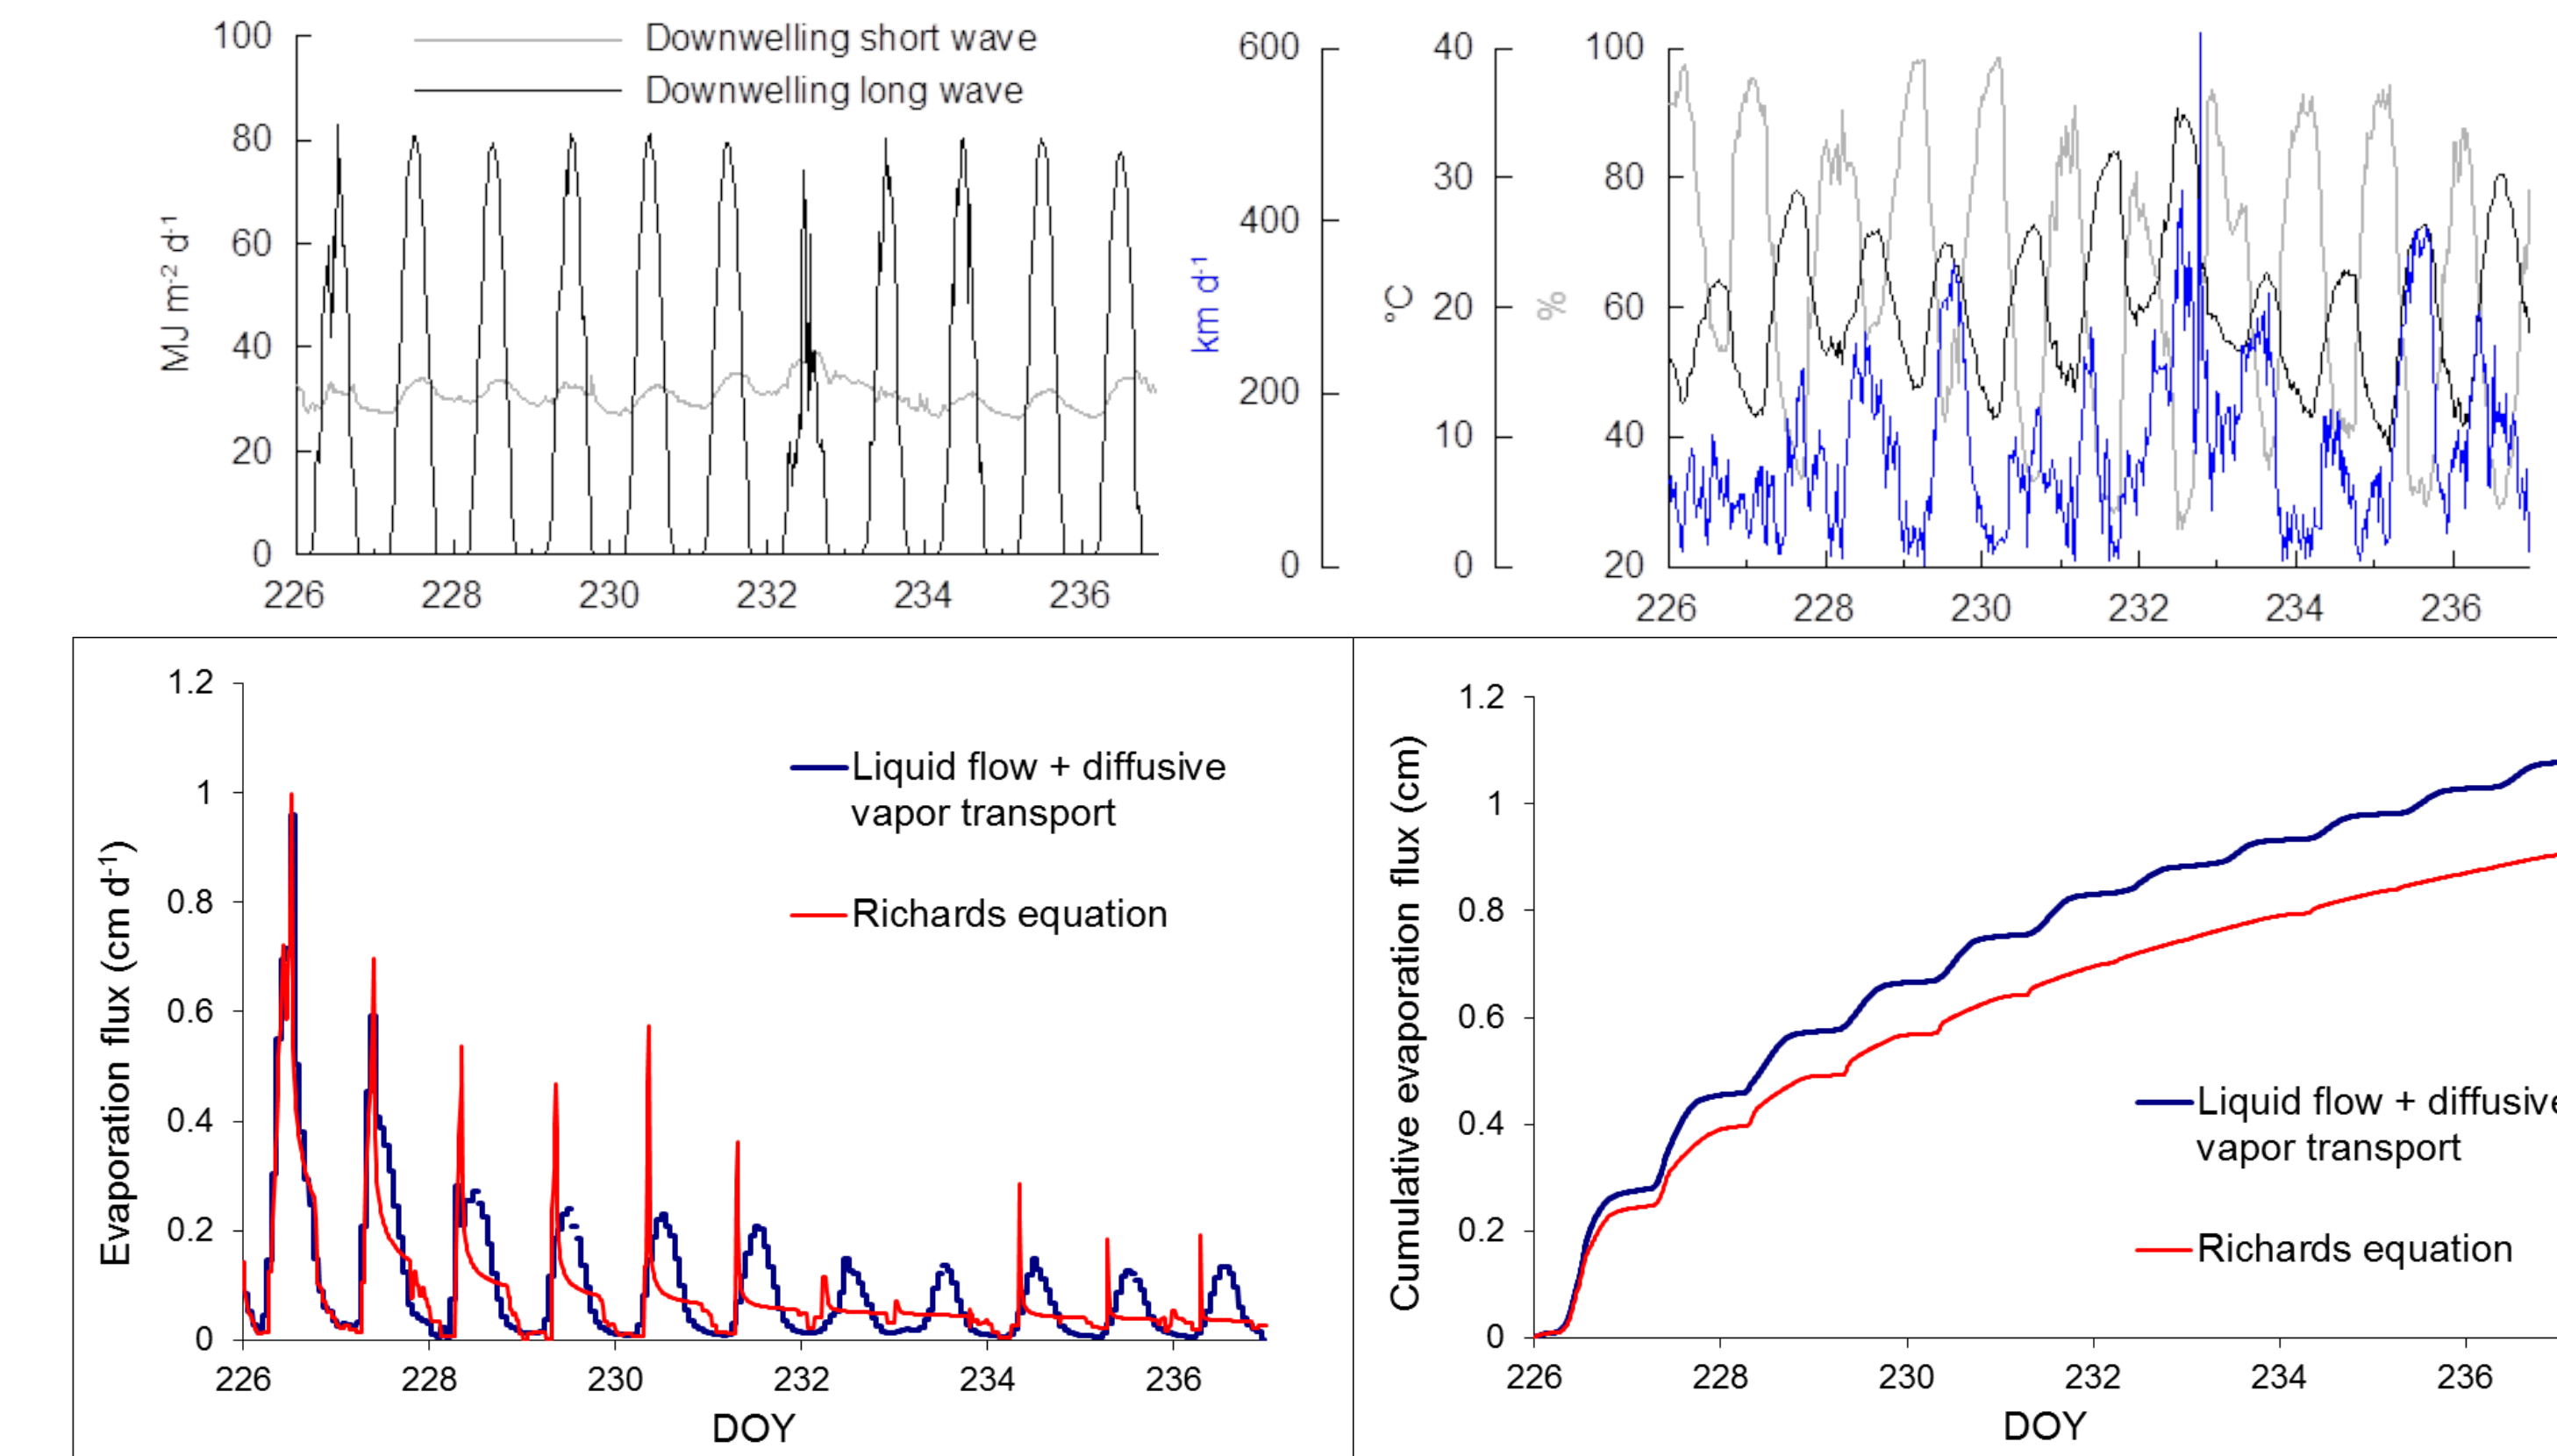 Downwelling short wave
Downwelling long wave
MJ m-2 d-1
100
80
60
40
20
0
226 228 230 232 234 236
km d-1
600
400
200
0
°C
40
30
20
10
0
%
100
80
60
40
20
226 228 230 232 234 236
Evaporation flux (cm d-1)
1.2
1
0.8
0.6
0.4
0.2
0
Liquid flow + diffusive
vapor transport
Richards equation
226 228 230 232 234 236
DOY
Cumulative evaporation flux (cm)
1.2
1
0.8
0.6
0.4
0.2
0
Liquid flow + diffusive
vapor transport
Richards equation
226 228 230 232 234 236
DOY